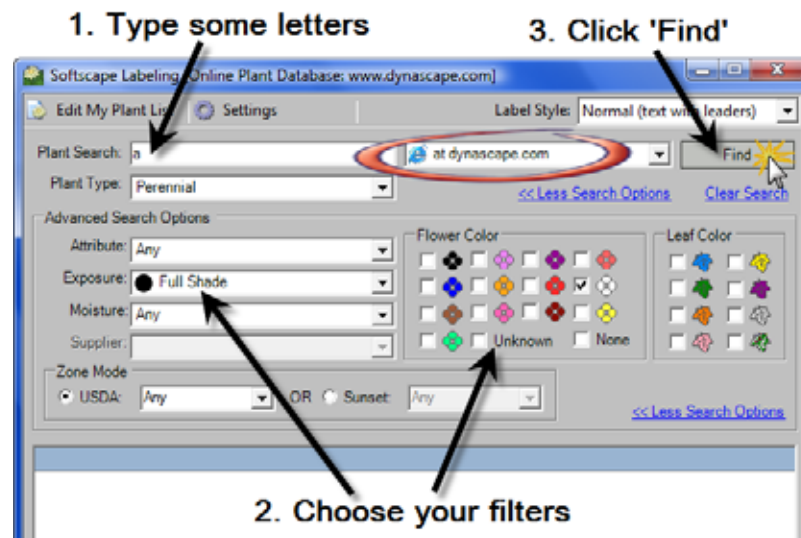 1. Type some letters
3. Click 'Find'
Softscape Labeling [Online Plant Database: www.dynascape.com]
Edit My Plant List Settings Label Style: Normal (text with leaders)
Plant Search: a at dynascape.com Find
Plant Type: Perennial << Less Search Options Clear Search
Advanced Search Options
Attribute: Any
Exposure: Full Shade
Moisture: Any
Supplier:
Flower Color
Unknown None
Leaf Color
Zone Mode
USDA: Any OR Sunset: Any
<< Less Search Options
2. Choose your filters